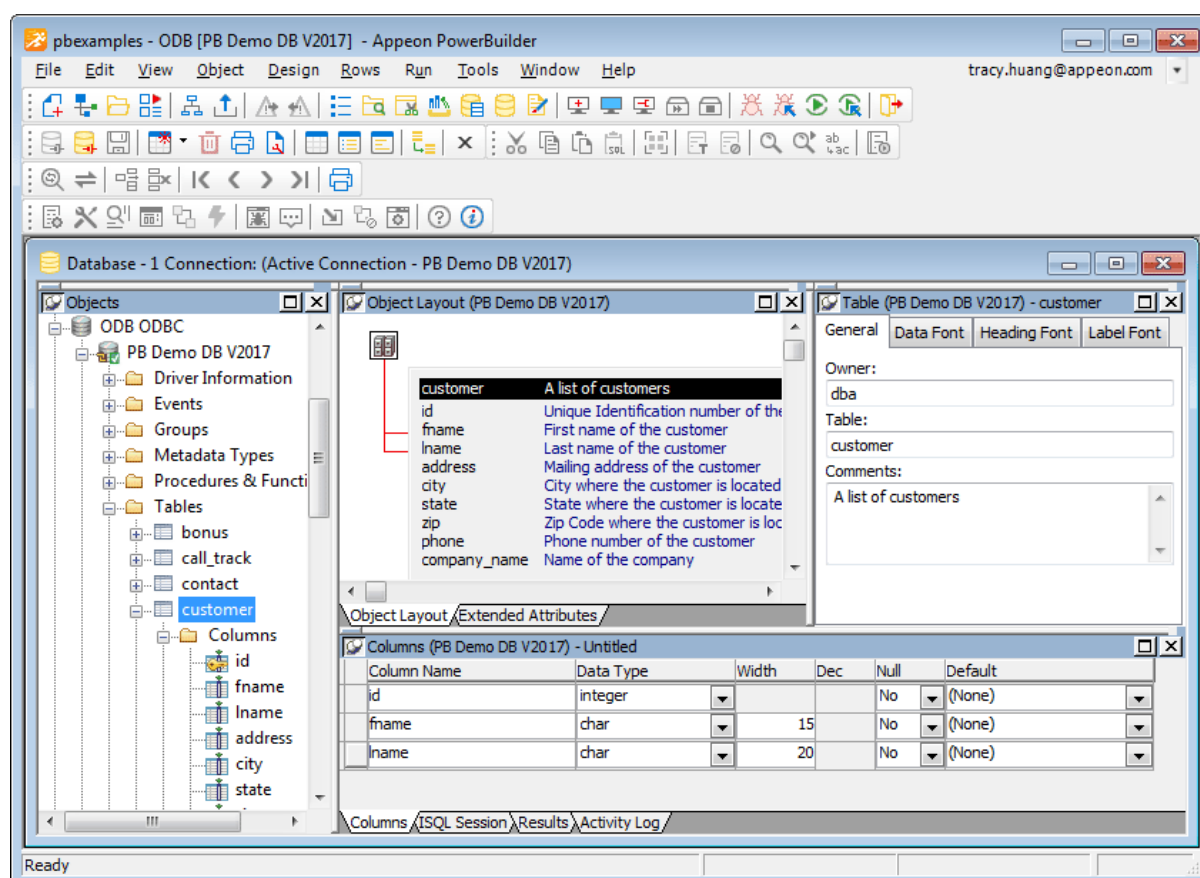 pbexamples - ODB [PB Demo DB V2017] - Appeon PowerBuilder
File Edit View Object Design Rows Run Tools Window Help tracy.huang@appeon.com
SQL
ab
ac
Database - 1 Connection: (Active Connection - PB Demo DB V2017)
Objects
ODB ODBC
PB Demo DB V2017
Driver Information
Events
Groups
Metadata Types
Procedures & Functi
Tables
bonus
call_track
contact
customer
Columns
id
fname
lname
address
city
state
Object Layout (PB Demo DB V2017)
customer A list of customers
id Unique Identification number of the
fname First name of the customer
lname Last name of the customer
address Mailing address of the customer
city City where the customer is located
state State where the customer is locate
zip Zip Code where the customer is loc
phone Phone number of the customer
company_name Name of the company
Object Layout Extended Attributes
Table (PB Demo DB V2017) - customer
General Data Font Heading Font Label Font
Owner:
dba
Table:
customer
Comments:
A list of customers
Columns (PB Demo DB V2017) - Untitled
Column Name Data Type Width Dec Null Default
id integer No (None)
fname char 15 No (None)
lname char 20 No (None)
Columns ISQL Session Results Activity Log
Ready